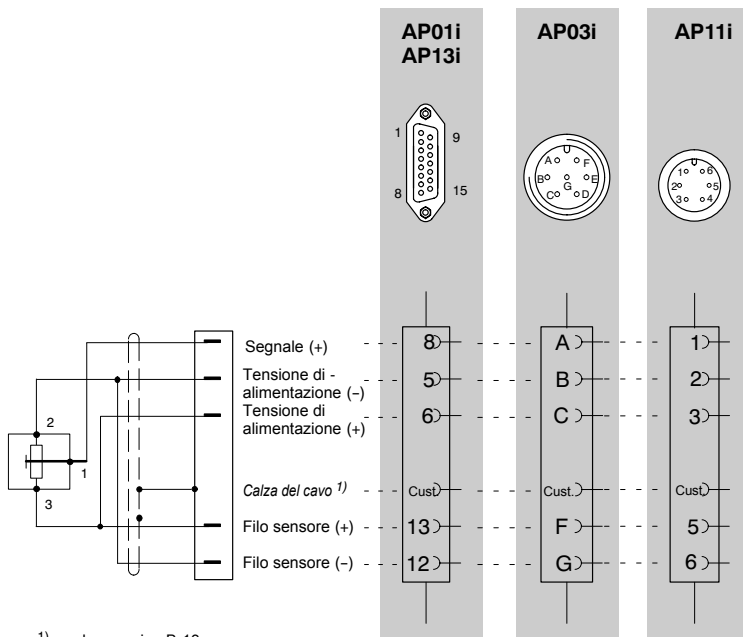 AP01i
AP13i
AP03i
AP11i
1
9
8
15
A
F
B
E
G
C
D
1
6
2
5
3
4
Segnale (+)
8
A
1
Tensione di -
alimentazione (-)
5
B
2
Tensione di
alimentazione (+)
6
C
3
2
1
3
Calza del cavo 1)
Cust.
Cust.
Cust.
Filo sensore (+)
13
F
5
Filo sensore (-)
12
G
6
1)